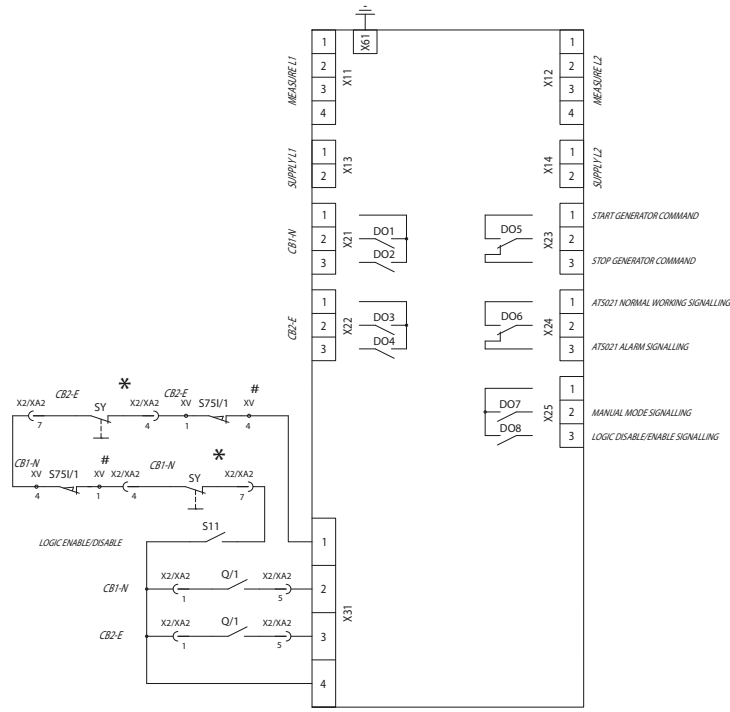 X61
1
2
3
4
X11
MEASURE L1
1
2
3
4
X12
MEASURE L2
1
2
X13
SUPPLY L1
1
2
X14
SUPPLY L2
1
2
3
X21
CB1-N
DO1
DO2
DO5
1
2
3
X23
START GENERATOR COMMAND
STOP GENERATOR COMMAND
1
2
3
X22
CB2-E
DO3
DO4
DO6
1
2
3
X24
ATS021 NORMAL WORKING SIGNALLING
ATS021 ALARM SIGNALLING
DO7
DO8
1
2
3
X25
MANUAL MODE SIGNALLING
LOGIC DISABLE/ENABLE SIGNALLING
CB2-E * CB2-E #
X2/XA2 SY X2/XA2 XV S75I/1 XV
7 4 1 4
CB1-N # CB1-N *
XV S75I/1 XV X2/XA2 SY X2/XA2
4 1 4 7
S11
LOGIC ENABLE/DISABLE
1
CB1-N X2/XA2 Q/1 X2/XA2
1 5
2
X31
CB2-E X2/XA2 Q/1 X2/XA2
1 5
3
4